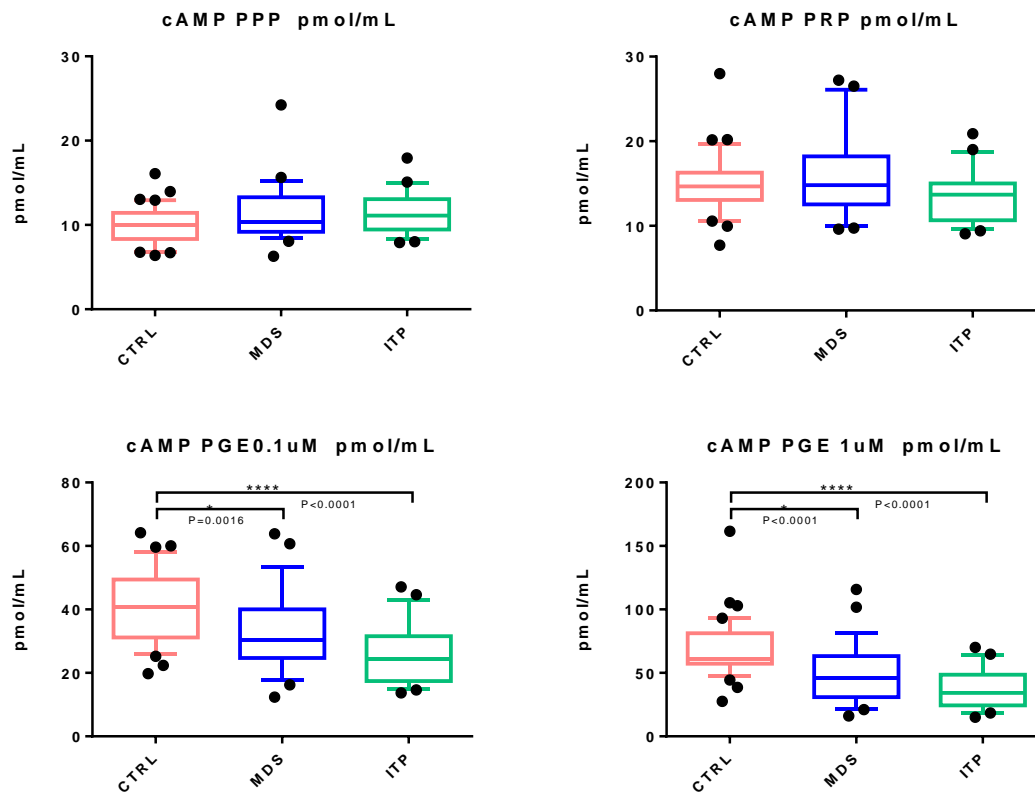 cAMP PPP pmol/mL
pmol/mL
30
20
10
0
CTRL
MDS
ITP
cAMP PRP pmol/mL
pmol/mL
30
20
10
0
CTRL
MDS
ITP
cAMP PGE0.1uM pmol/mL
pmol/mL
80
60
40
20
0
****
P<0.0001
*
P=0.0016
CTRL
MDS
ITP
cAMP PGE 1uM pmol/mL
pmol/mL
200
150
100
50
0
****
P<0.0001
*
P<0.0001
CTRL
MDS
ITP